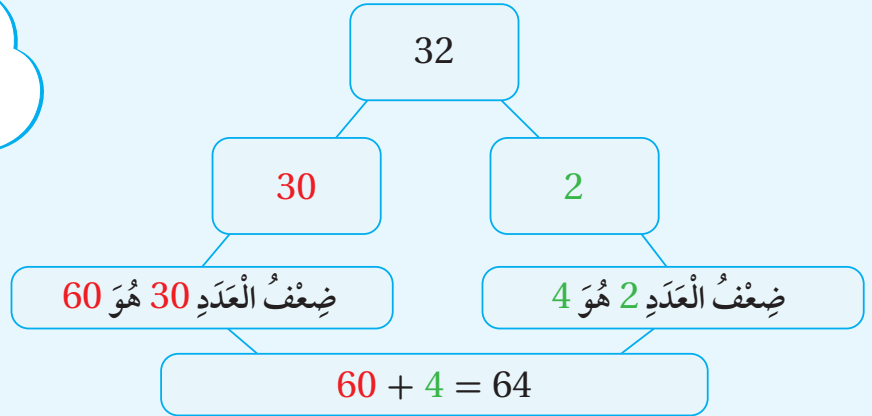 32
30
2
ضِعْفُ الْعَدَدِ 30 هُوَ 60
ضِعْفُ الْعَدَدِ 2 هُوَ 4
60 + 4 = 64